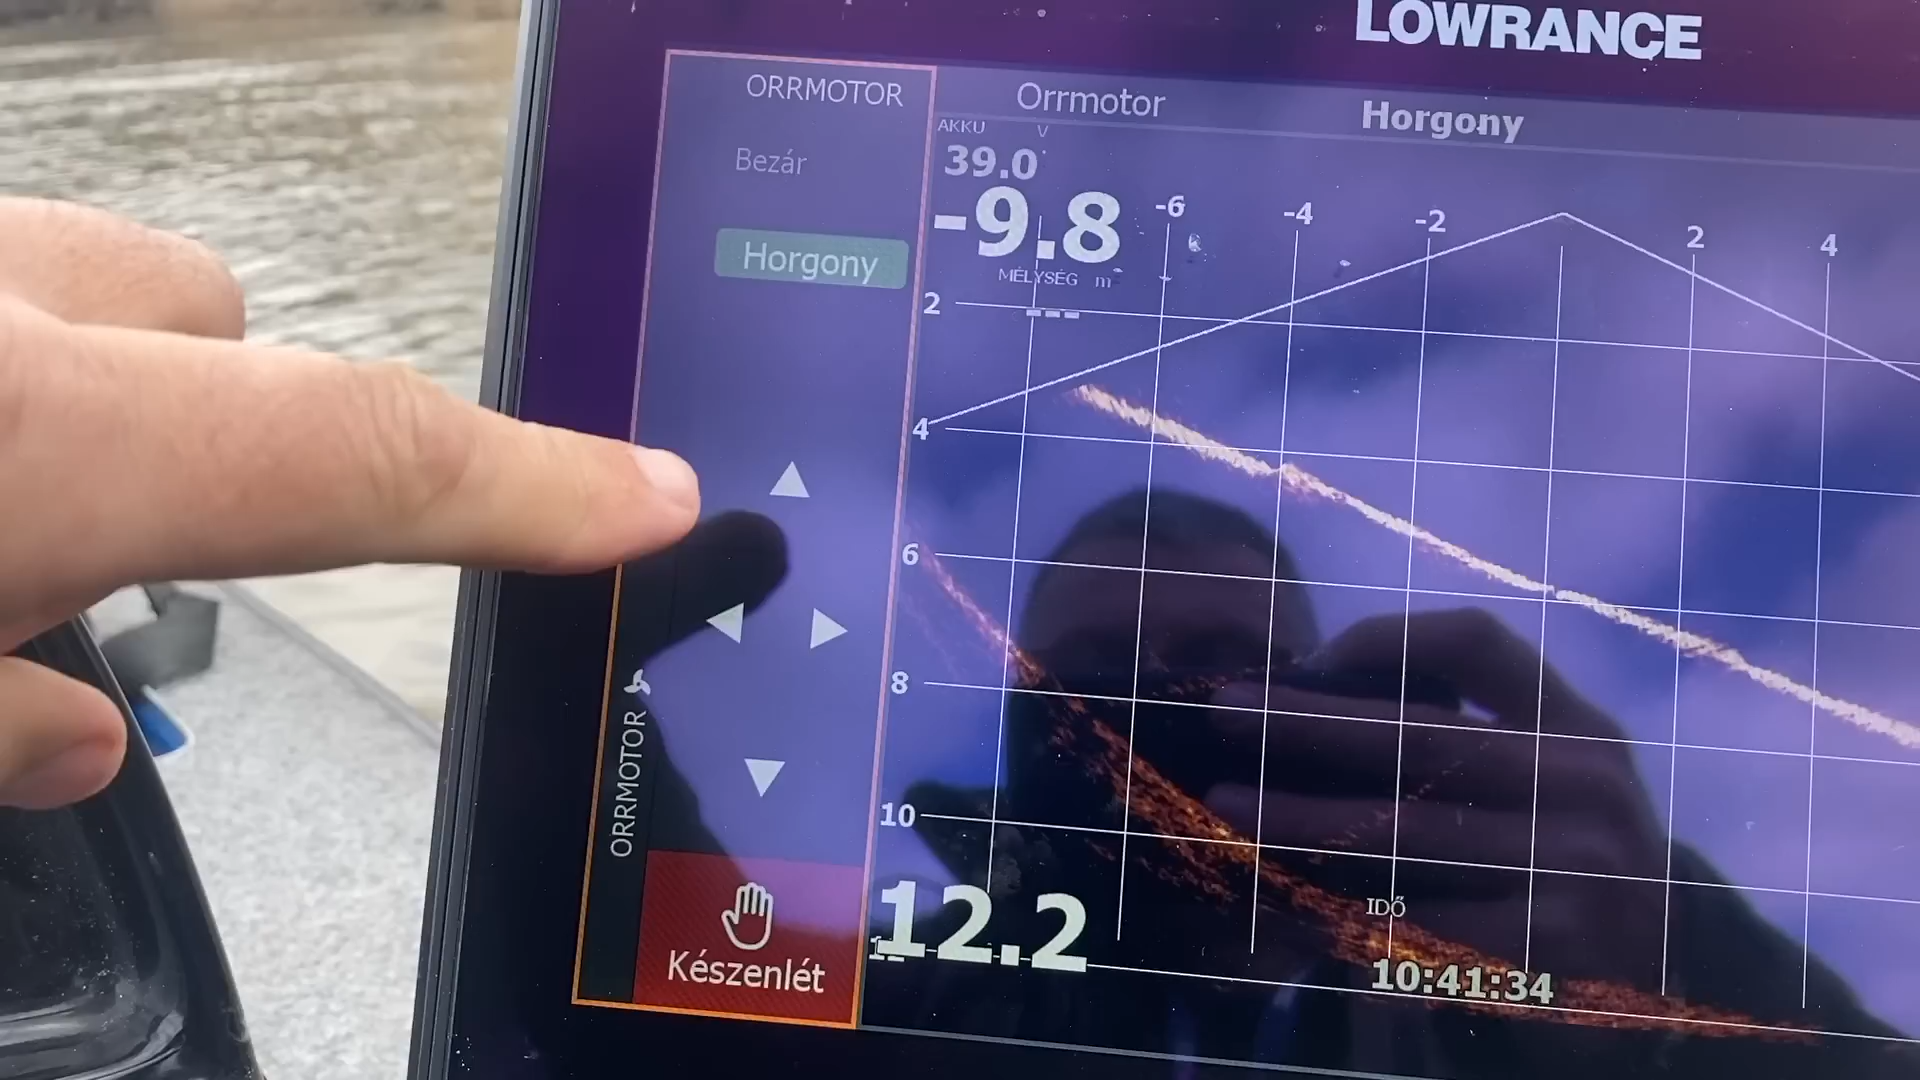 LOWRANCE
ORRMOTOR
Orrmotor
Horgony
Bezár
AKKU
V
39.0
-9.8
-6
-4
-2
2
4
MÉLYSÉG m
---
Horgony
2
4
6
8
10
ORRMOTOR
12.2
Készenlét
IDŐ
10:41:34